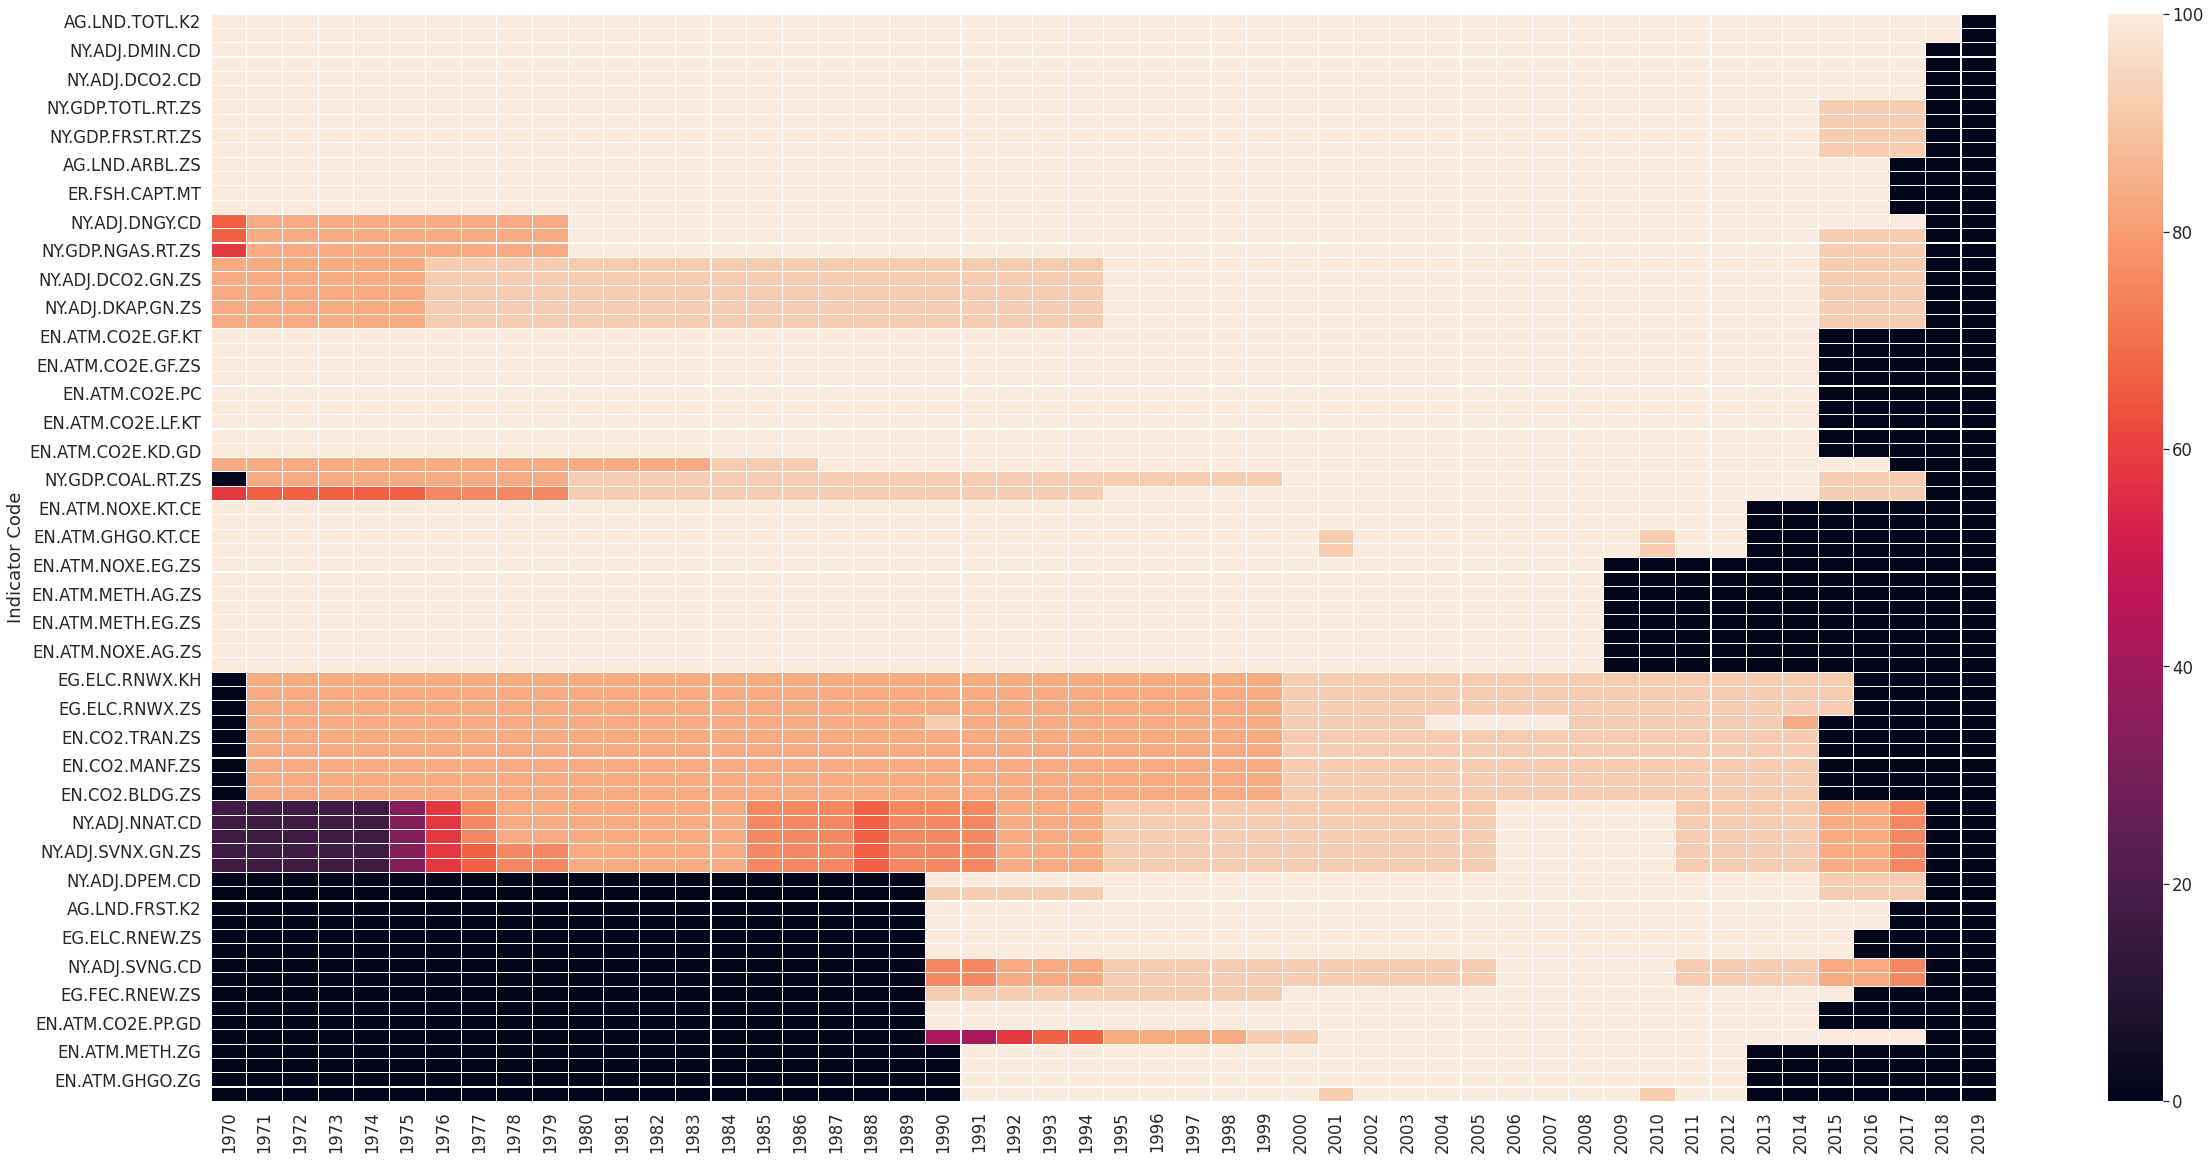 AG.LND.TOTL.K2
NY.ADJ.DMIN.CD
NY.ADJ.DCO2.CD
NY.GDP.TOTL.RT.ZS
NY.GDP.FRST.RT.ZS
AG.LND.ARBL.ZS
ER.FSH.CAPT.MT
NY.ADJ.DNGY.CD
NY.GDP.NGAS.RT.ZS
NY.ADJ.DCO2.GN.ZS
NY.ADJ.DKAP.GN.ZS
EN.ATM.CO2E.GF.KT
EN.ATM.CO2E.GF.ZS
EN.ATM.CO2E.PC
EN.ATM.CO2E.LF.KT
EN.ATM.CO2E.KD.GD
NY.GDP.COAL.RT.ZS
EN.ATM.NOXE.KT.CE
EN.ATM.GHGO.KT.CE
EN.ATM.NOXE.EG.ZS
EN.ATM.METH.AG.ZS
EN.ATM.METH.EG.ZS
EN.ATM.NOXE.AG.ZS
EG.ELC.RNWX.KH
EG.ELC.RNWX.ZS
EN.CO2.TRAN.ZS
EN.CO2.MANF.ZS
EN.CO2.BLDG.ZS
NY.ADJ.NNAT.CD
NY.ADJ.SVNX.GN.ZS
NY.ADJ.DPEM.CD
AG.LND.FRST.K2
EG.ELC.RNEW.ZS
NY.ADJ.SVNG.CD
EG.FEC.RNEW.ZS
EN.ATM.CO2E.PP.GD
EN.ATM.METH.ZG
EN.ATM.GHGO.ZG
Indicator Code
1970 1971 1972 1973 1974 1975 1976 1977 1978 1979 1980 1981 1982 1983 1984 1985 1986 1987 1988 1989 1990 1991 1992 1993 1994 1995 1996 1997 1998 1999 2000 2001 2002 2003 2004 2005 2006 2007 2008 2009 2010 2011 2012 2013 2014 2015 2016 2017 2018 2019
100
80
60
40
20
0